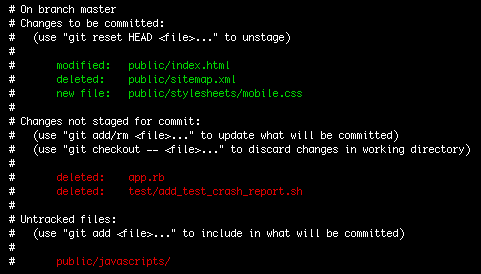 # On branch master
# Changes to be committed:
#   (use "git reset HEAD <file>..." to unstage)
#
#       modified:   public/index.html
#       deleted:    public/sitemap.xml
#       new file:   public/stylesheets/mobile.css
#
# Changes not staged for commit:
#   (use "git add/rm <file>..." to update what will be committed)
#   (use "git checkout -- <file>..." to discard changes in working directory)
#
#       deleted:    app.rb
#       deleted:    test/add_test_crash_report.sh
#
# Untracked files:
#   (use "git add <file>..." to include in what will be committed)
#
#       public/javascripts/